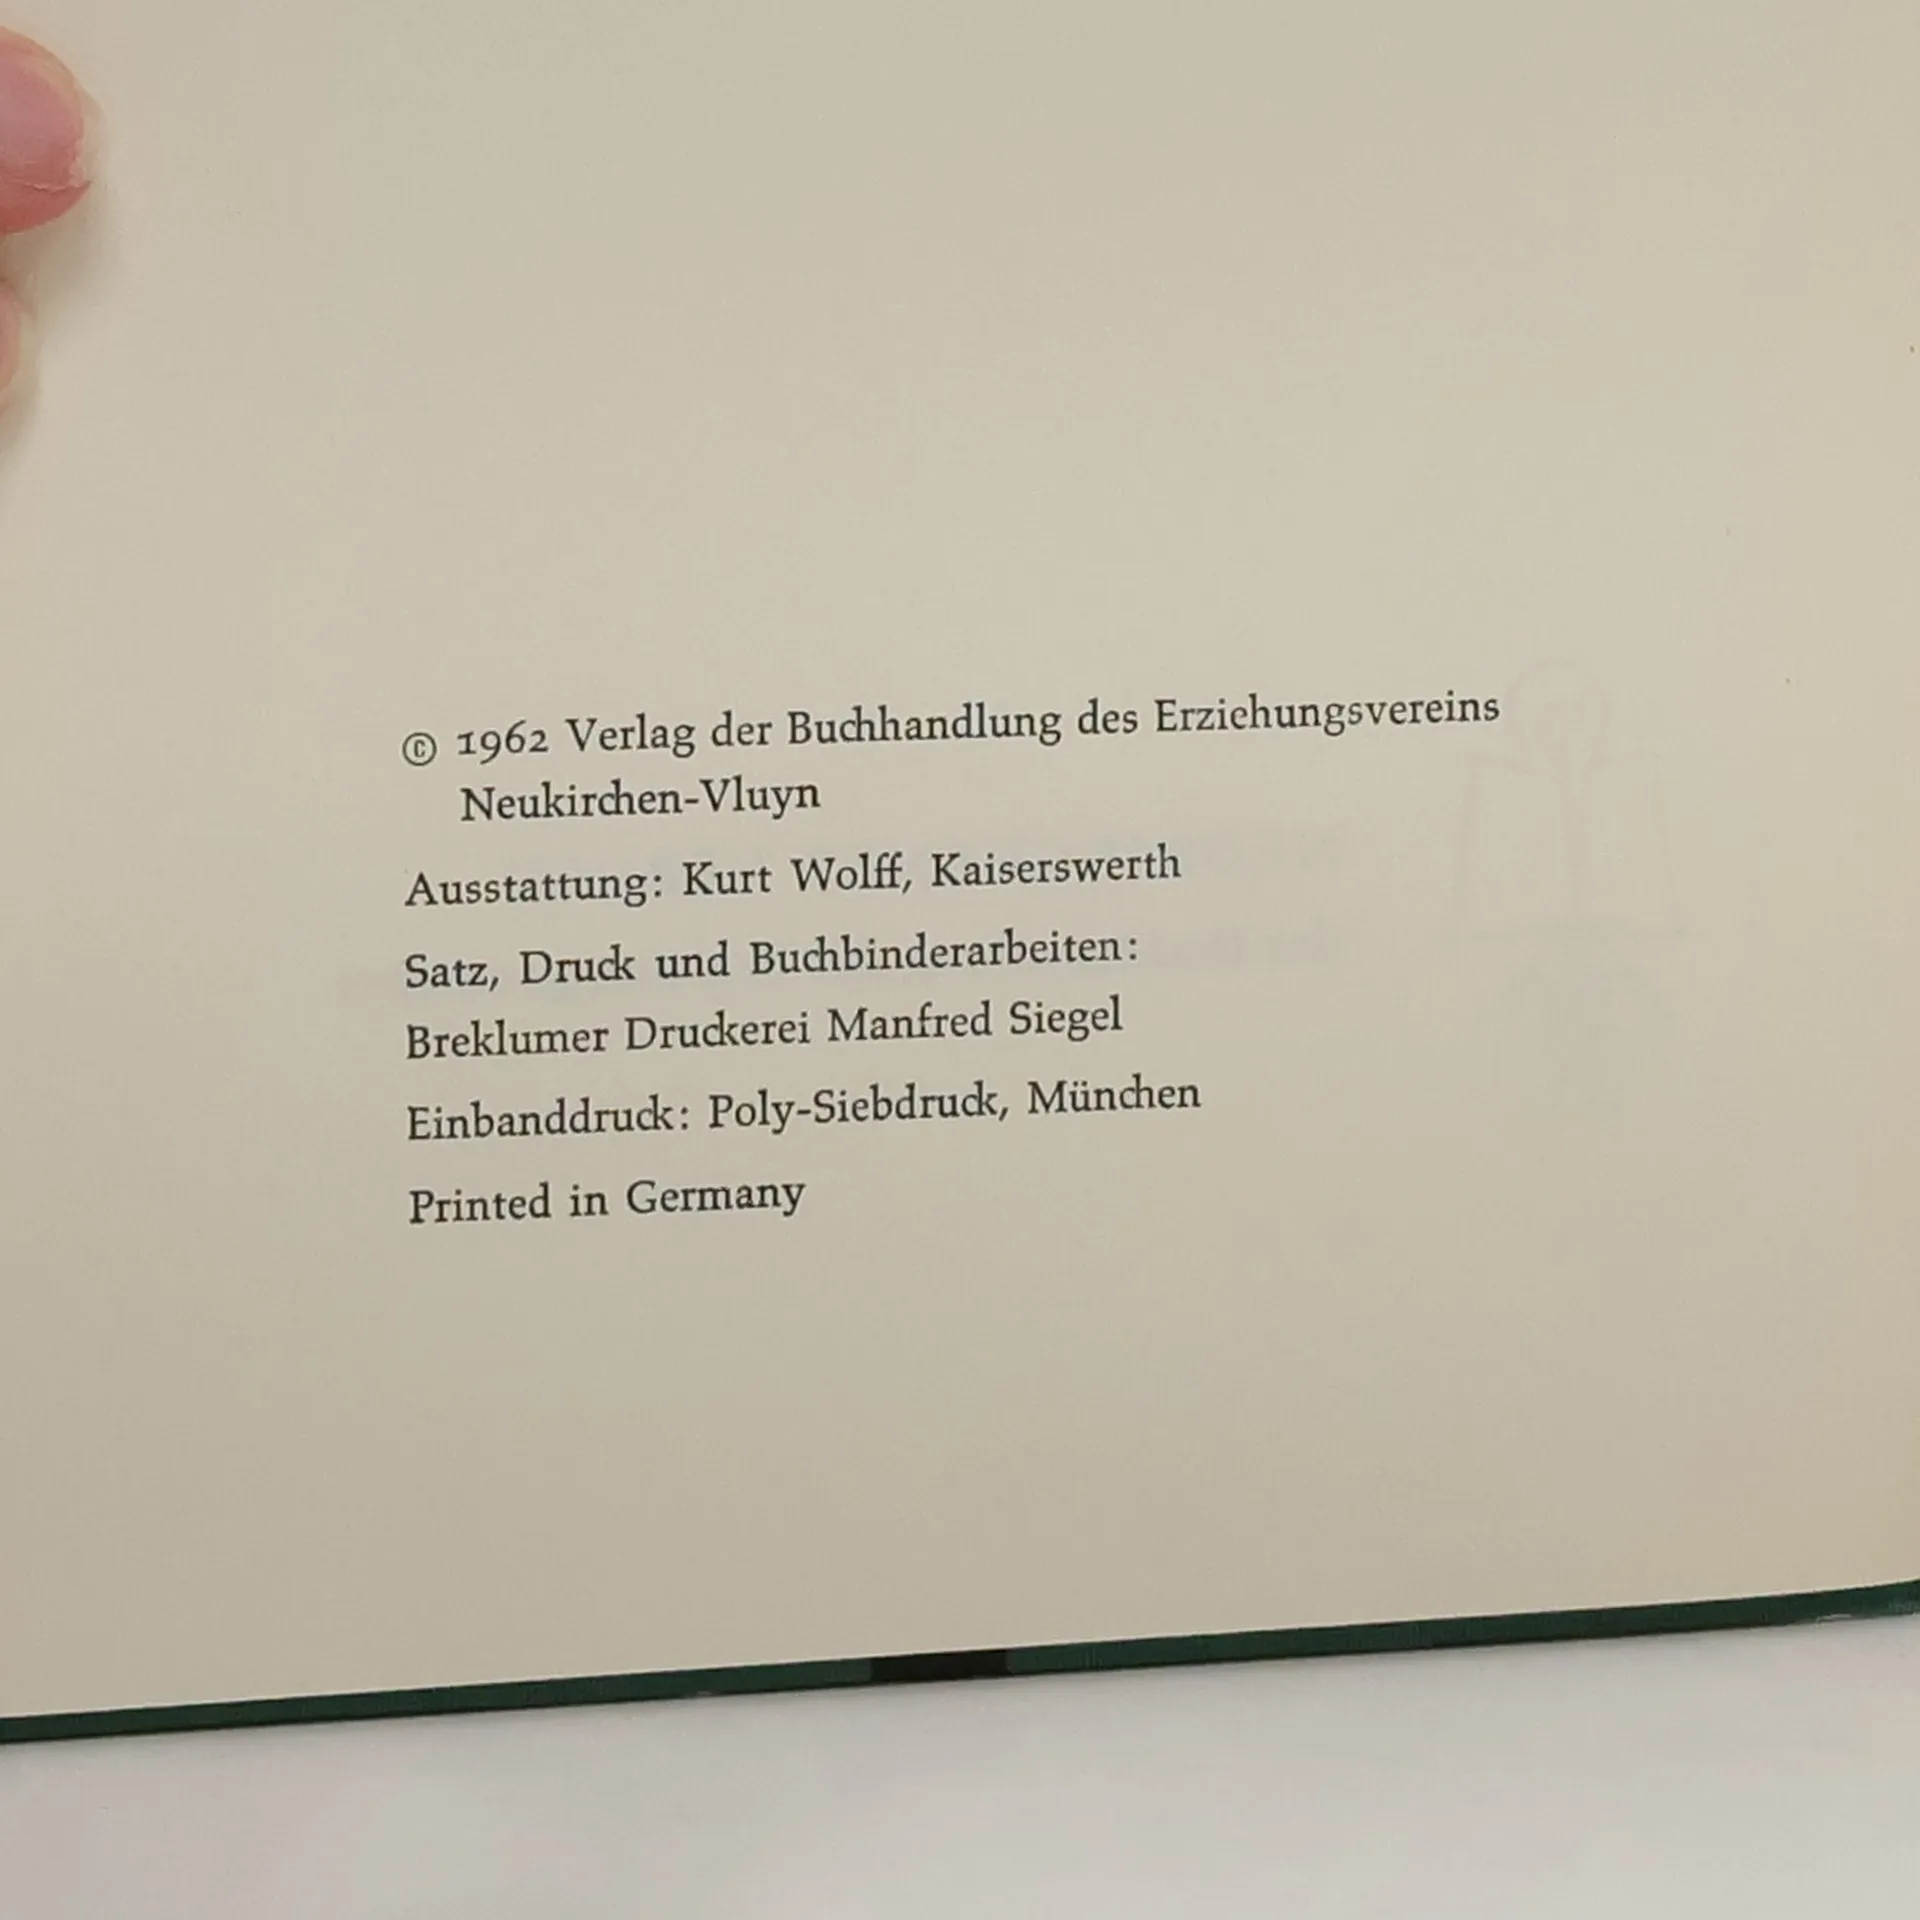 © 1962 Verlag der Buchhandlung des Erziehungsvereins
Neukirchen-Vluyn
Ausstattung: Kurt Wolff, Kaiserswerth
Satz, Druck und Buchbinderarbeiten:
Breklumer Druckerei Manfred Siegel
Einbanddruck: Poly-Siebdruck, München
Printed in Germany